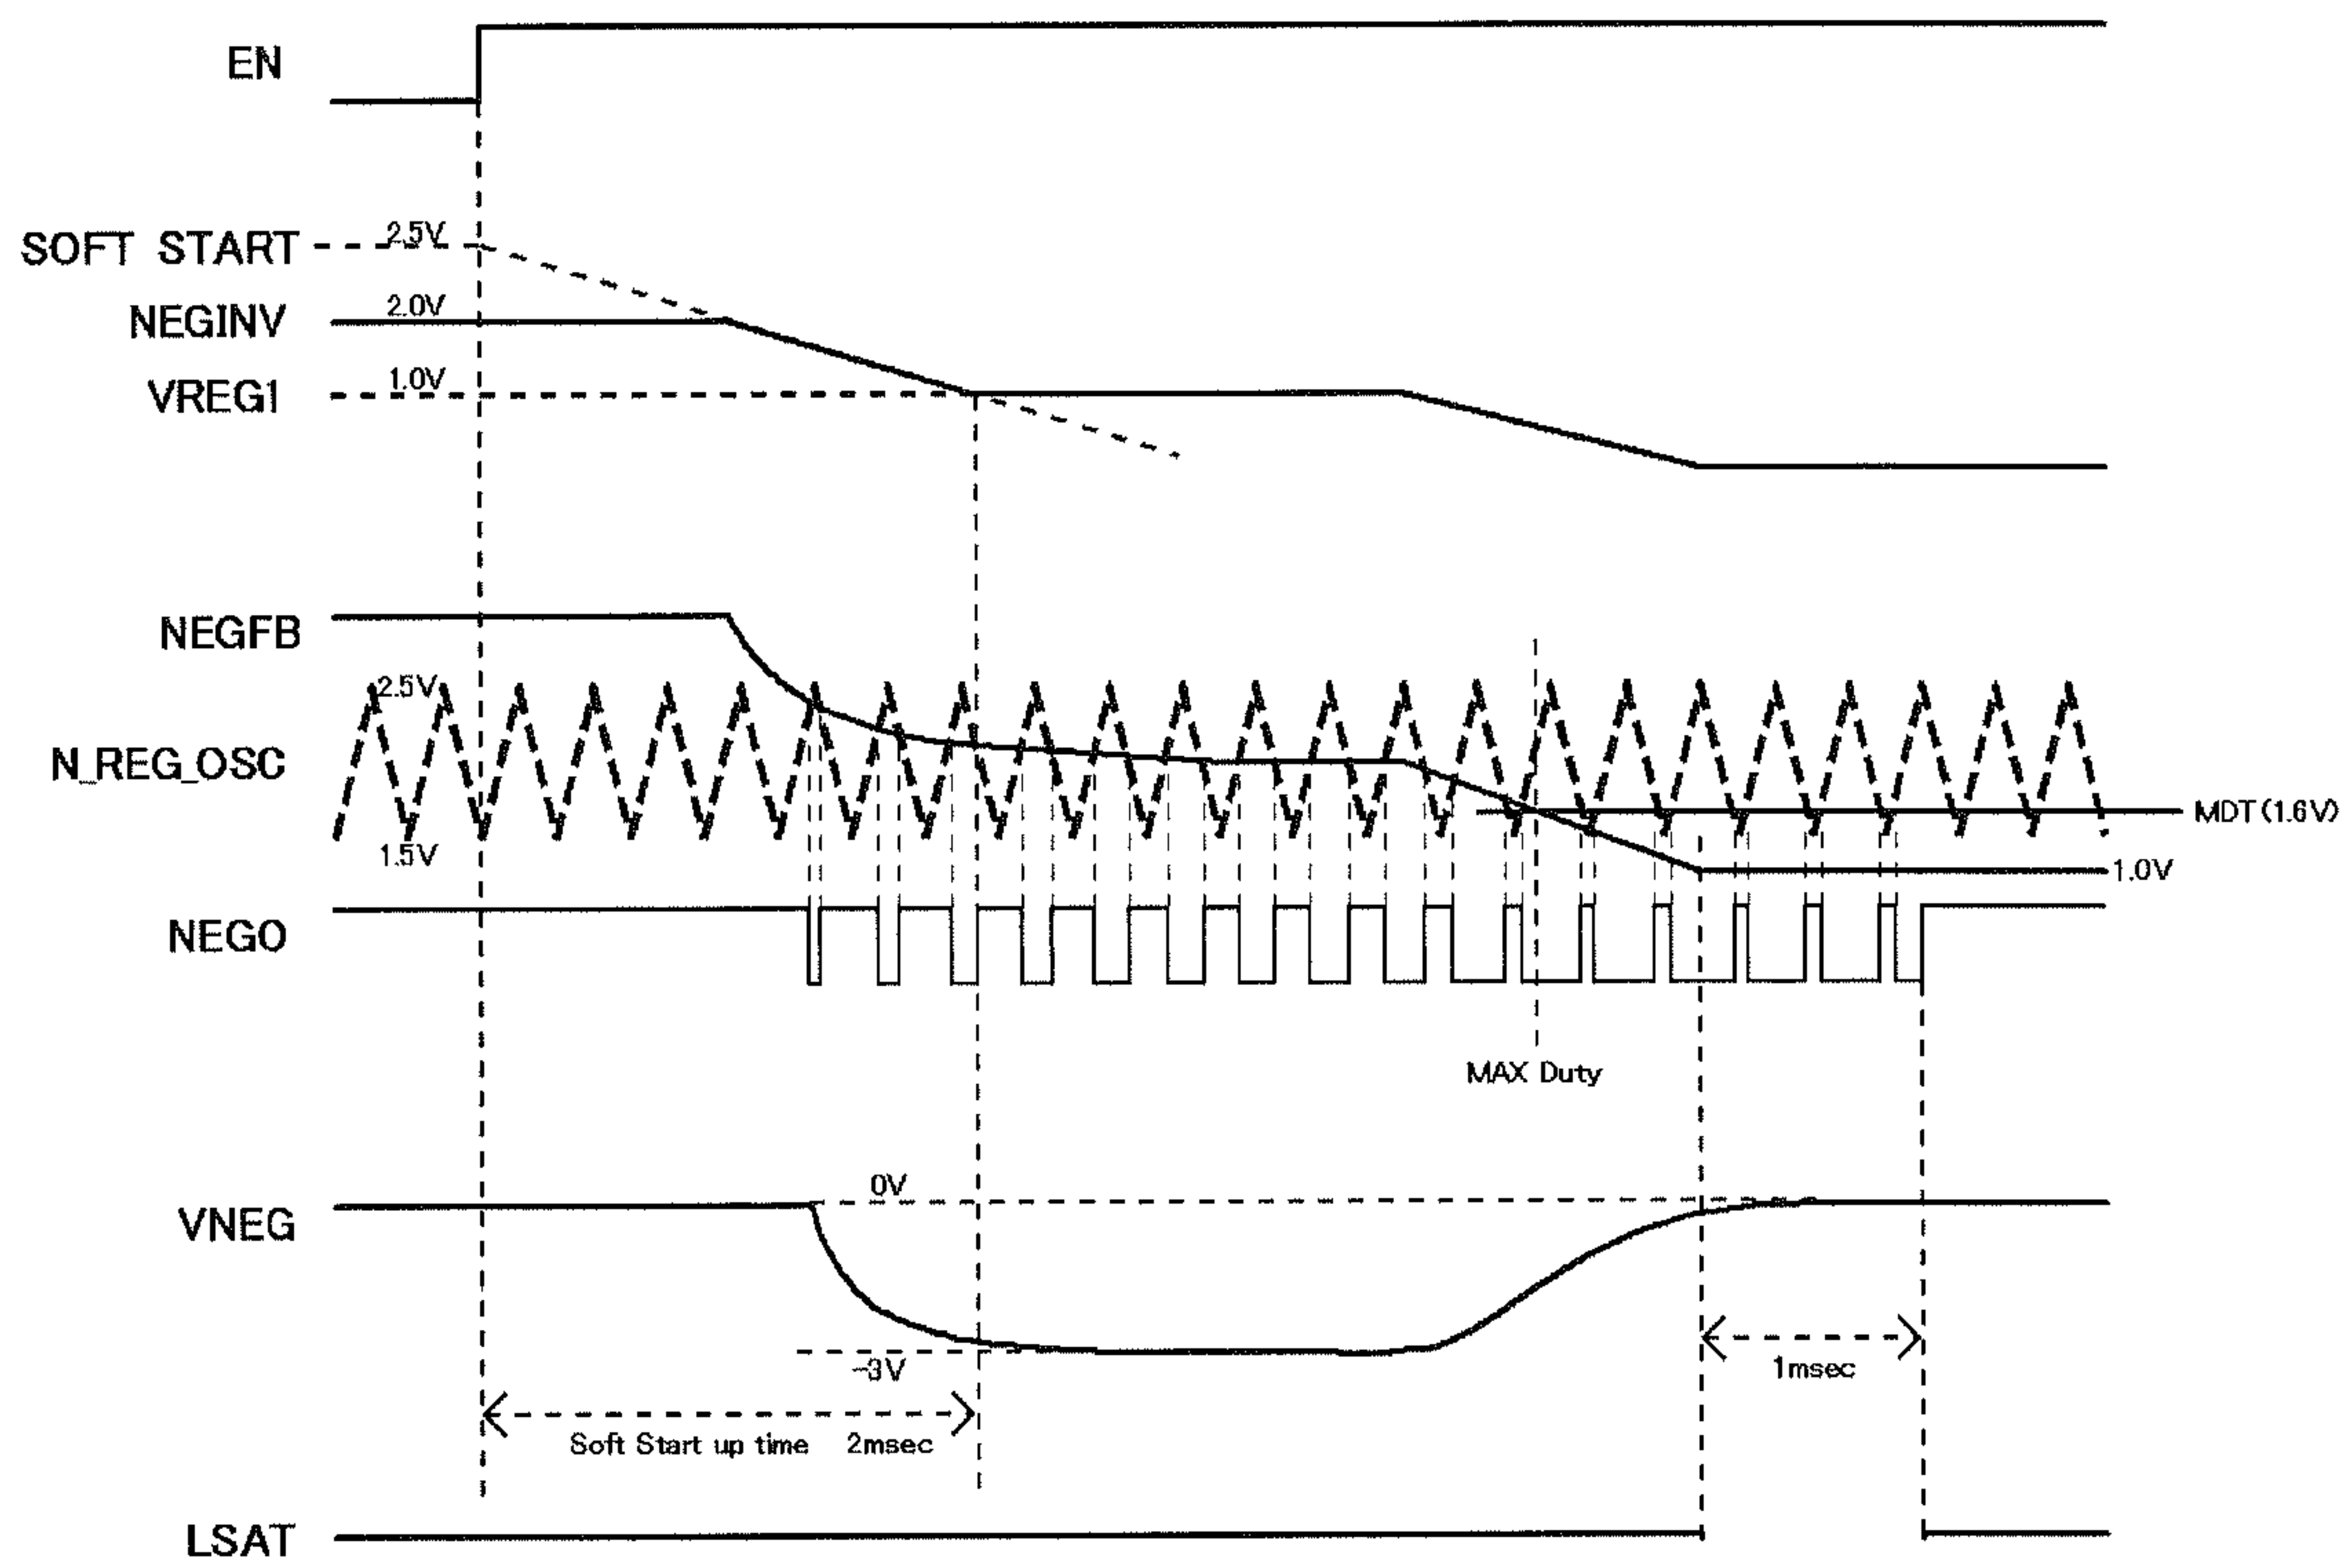 EN
SOFT START
2.5V
NEGINV
2.0V
VREG1
1.0V
NEGFB
2.5V
N_REG_OSC
MDT(1.6V)
1.5V
1.0V
NEGO
MAX Duty
0V
VNEG
-3V
1msec
Soft Start up time 2msec
LSAT